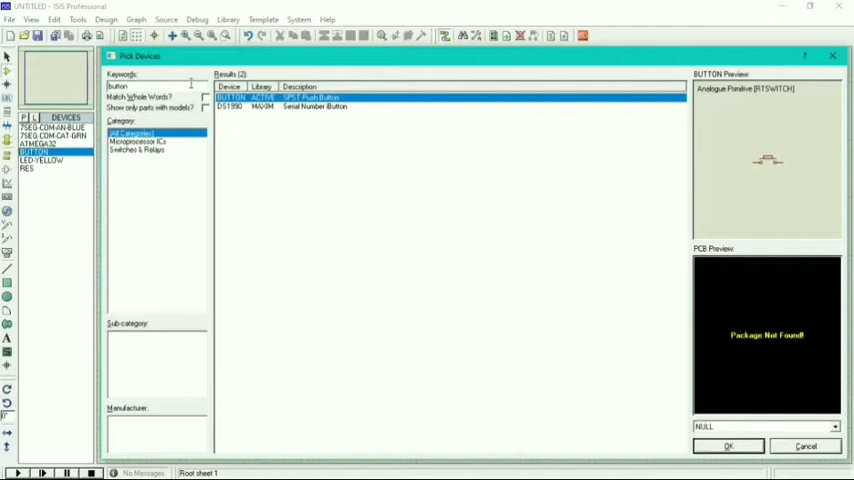 UNTITLED - ISIS Professional
File View Edit Tools Design Graph Source Debug Library Template System Help
Pick Devices
Keywords:
button
Match Whole Words?
Show only parts with models?
Category:
(All Categories)
Microprocessor ICs
Switches & Relays
Sub-category:
Manufacturer:
Results (2)
Device Library Description
BUTTON ACTIVE SPST Push Button
DS1990 MAXIM Serial Number iButton
BUTTON Preview:
Analogue Primitive [RTSWITCH]
PCB Preview:
Package Not Found!
NULL
OK Cancel
P L DEVICES
7SEG-COM-AN-BLUE
7SEG-COM-CAT-GRN
ATMEGA32
BUTTON
LED-YELLOW
RES
No Messages Root sheet 1